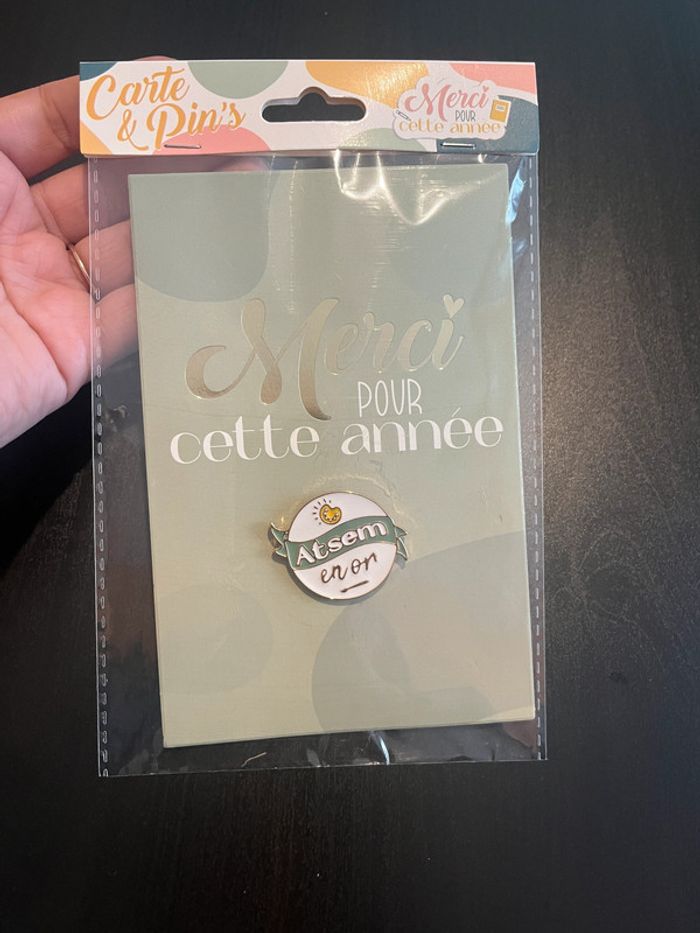 Carte
& Pin's
Merci
POUR
cette année
Merci
POUR
cette année
Atsem
en or